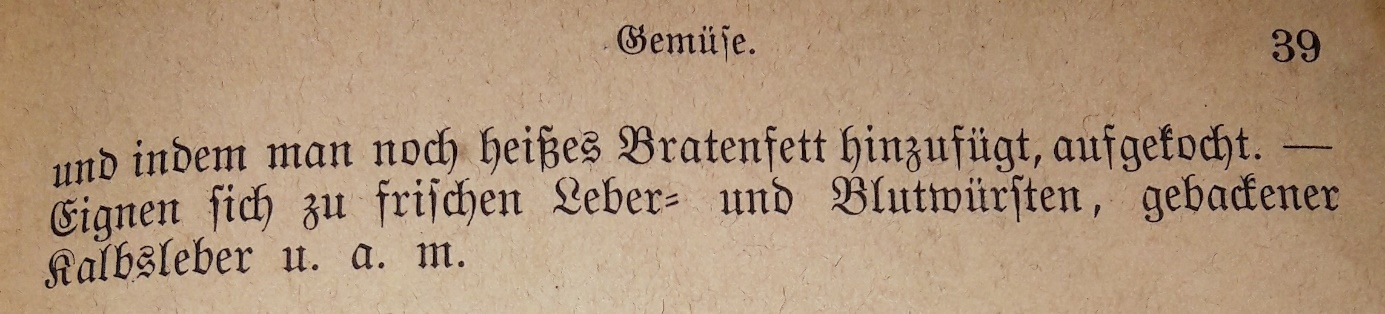 Gemüse. 39
und indem man noch heißes Bratenfett hinzufügt, aufgekocht. —
Eignen sich zu frischen Leber- und Blutwürsten, gebackener
Kalbsleber u. a. m.